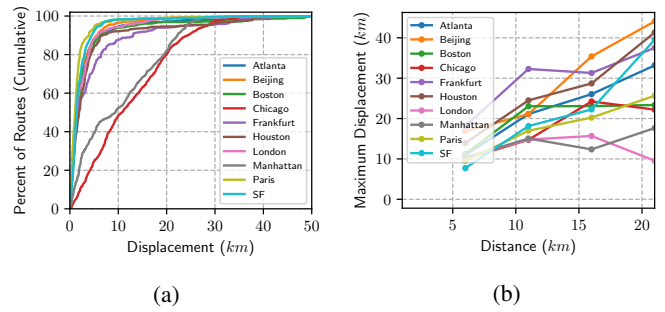 Percent of Routes (Cumulative)
100
80
60
40
20
0
Atlanta
Beijing
Boston
Chicago
Frankfurt
Houston
London
Manhattan
Paris
SF
0 10 20 30 40 50
Displacement (km)
(a)
Maximum Displacement (km)
40
30
20
10
0
Atlanta
Beijing
Boston
Chicago
Frankfurt
Houston
London
Manhattan
Paris
SF
5 10 15 20
Distance (km)
(b)